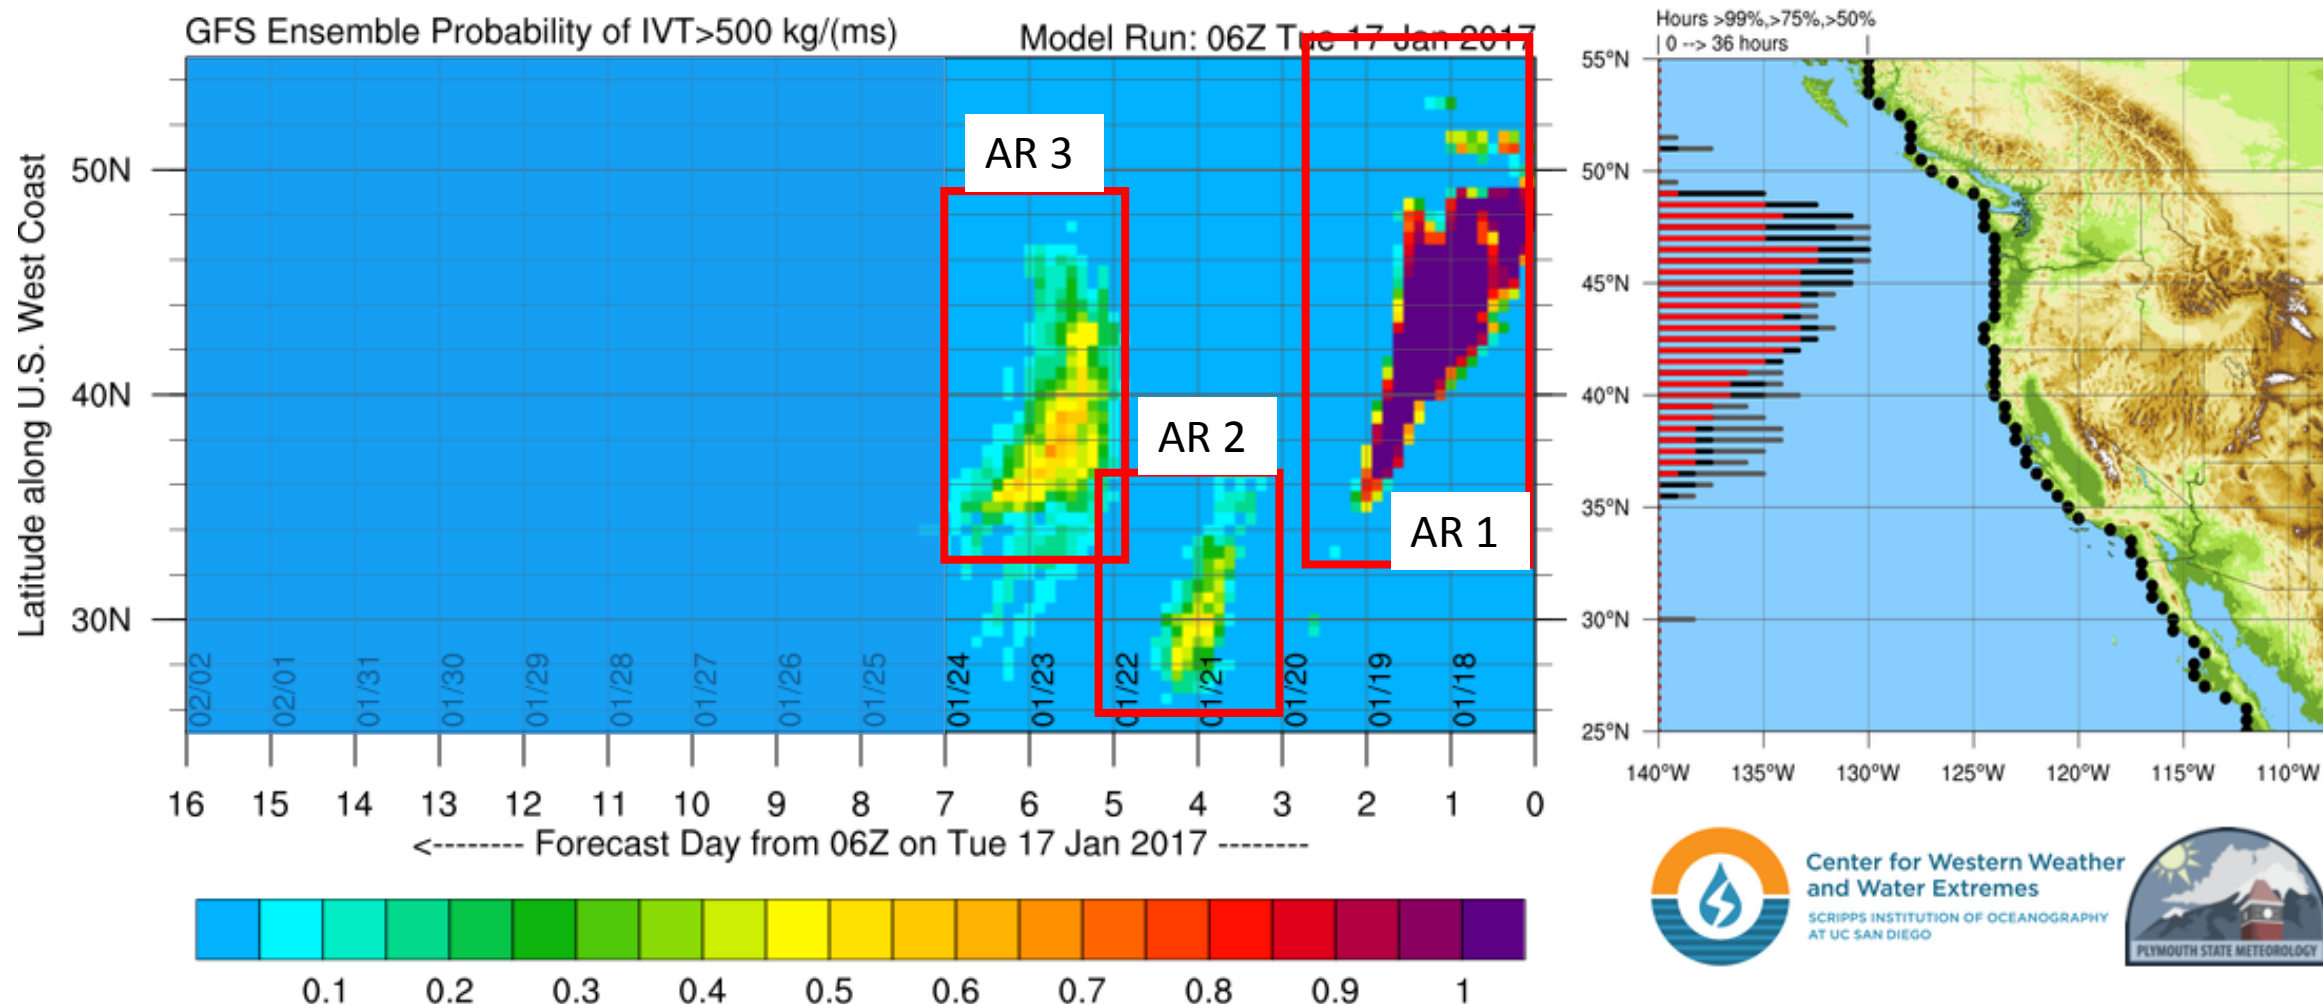 GFS Ensemble Probability of IVT>500 kg/(ms)
Model Run: 06Z Tue 17 Jan 2017
Hours >99%,>75%,>50%
0 --> 36 hours
Latitude along U.S. West Coast
50N
40N
30N
AR 3
AR 2
AR 1
02/02
02/01
01/31
01/30
01/29
01/28
01/27
01/26
01/25
01/24
01/23
01/22
01/21
01/20
01/19
01/18
16 15 14 13 12 11 10 9 8 7 6 5 4 3 2 1 0
<-------- Forecast Day from 06Z on Tue 17 Jan 2017 --------
0.1 0.2 0.3 0.4 0.5 0.6 0.7 0.8 0.9 1
55°N
50°N
45°N
40°N
35°N
30°N
25°N
140°W 135°W 130°W 125°W 120°W 115°W 110°W
Center for Western Weather
and Water Extremes
SCRIPPS INSTITUTION OF OCEANOGRAPHY
AT UC SAN DIEGO
PLYMOUTH STATE METEOROLOGY